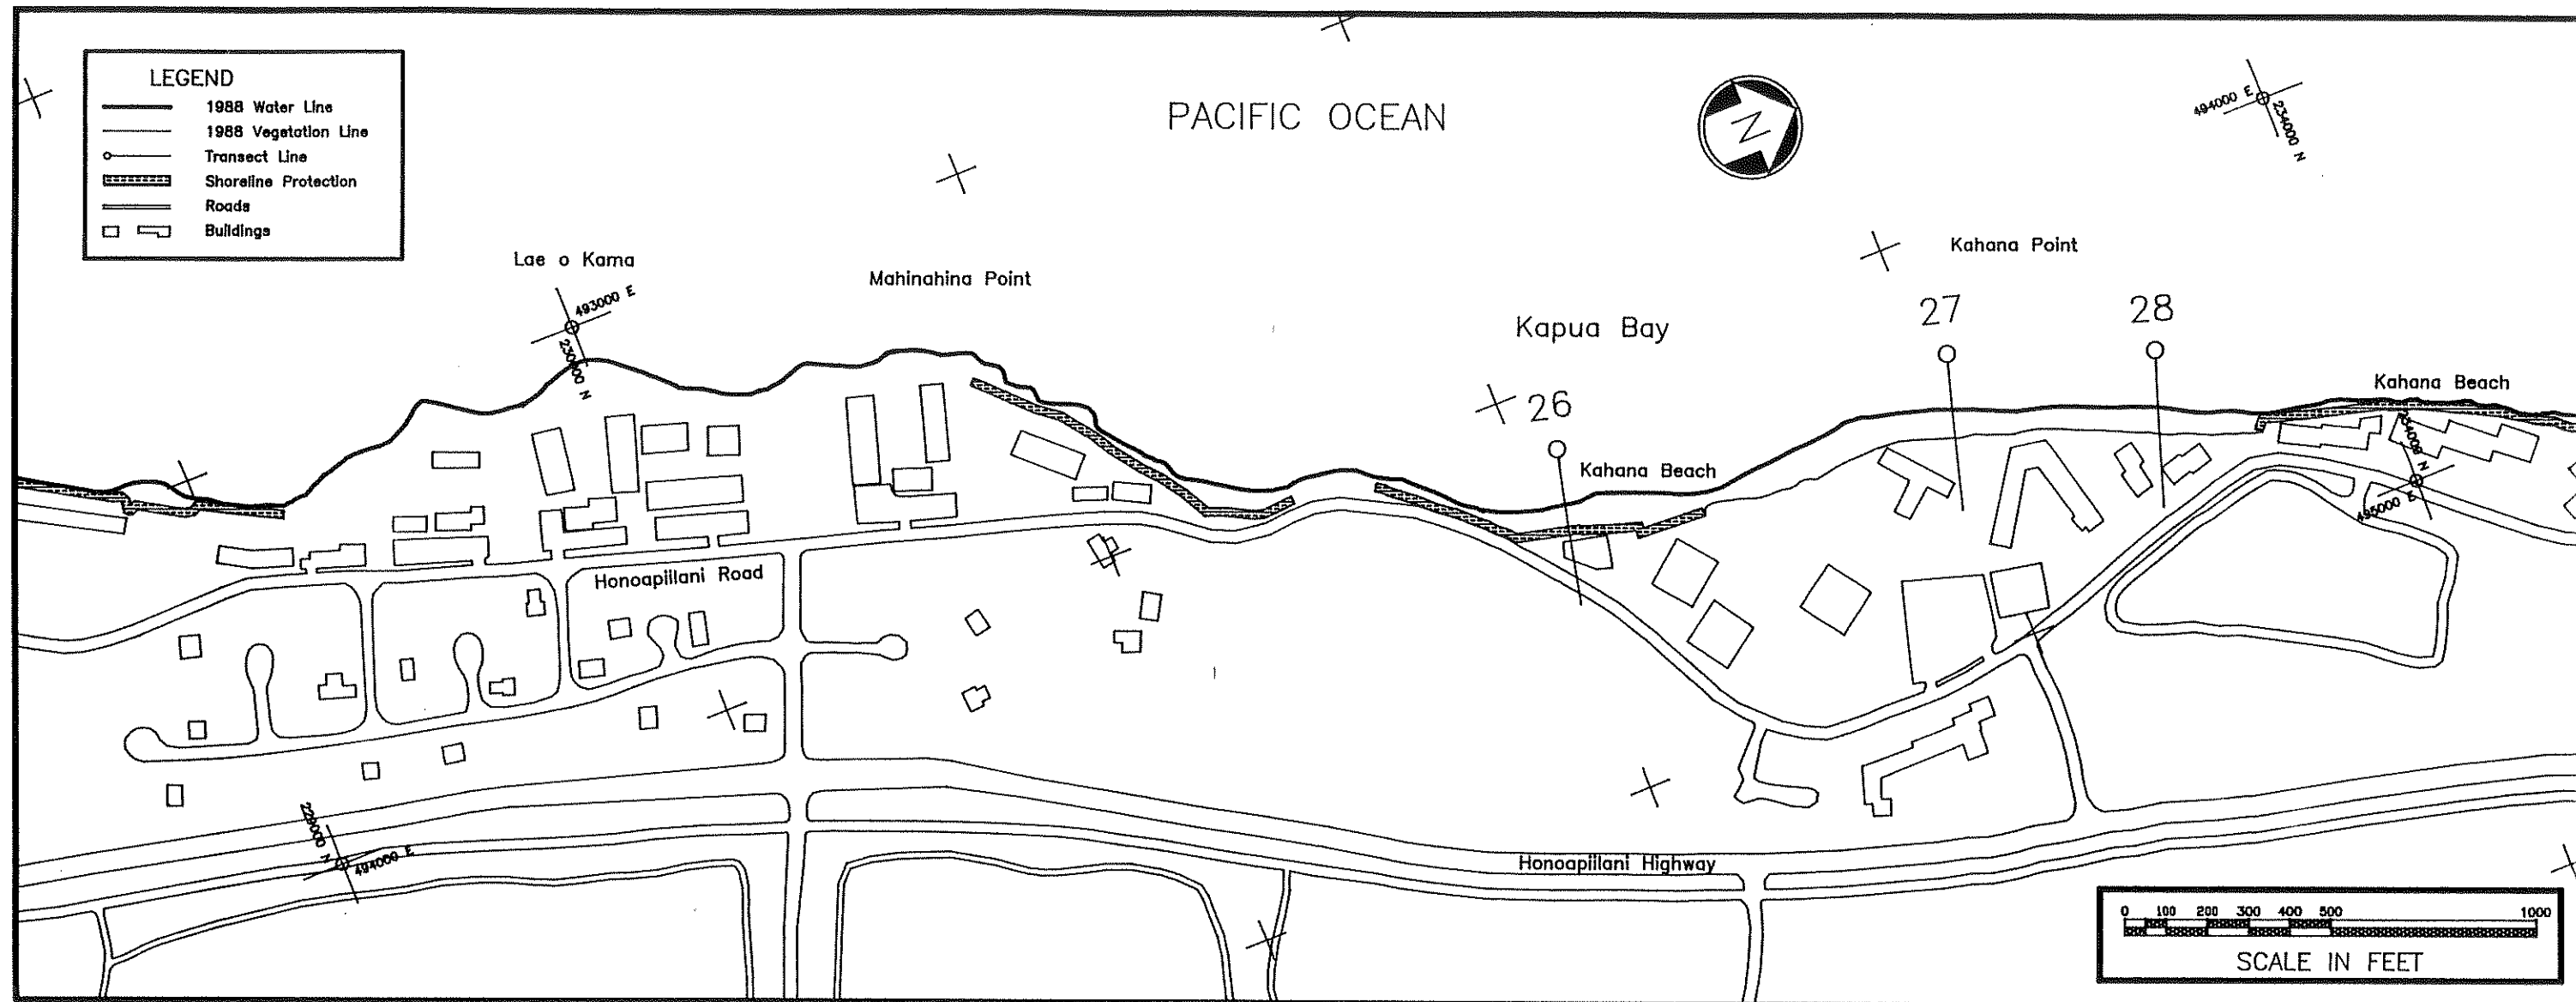 LEGEND
1988 Water Line
1988 Vegetation Line
Transect Line
Shoreline Protection
Roads
Buildings
PACIFIC OCEAN
N
494000 E
234000 N
Lae o Kama
493000 E
Mahinahina Point
Kahana Point
Kapua Bay
27
28
26
Kahana Beach
Kahana Beach
495000 E
Honoapiilani Road
229000 N
494000 E
Honoapiilani Highway
0 100 200 300 400 500 1000
SCALE IN FEET